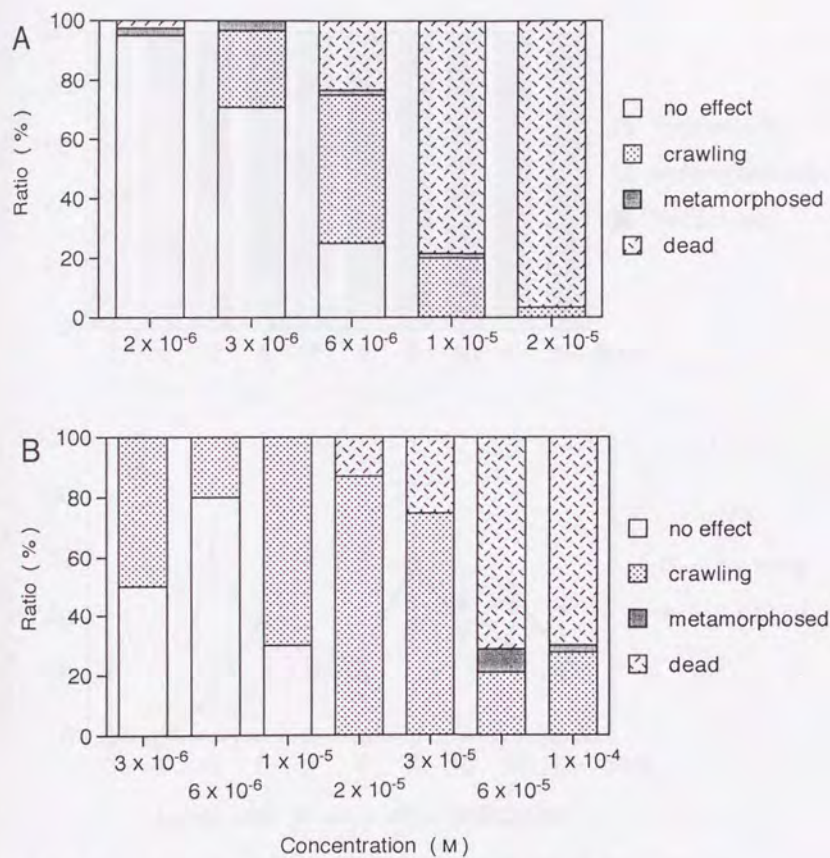 A
100
80
60
40
20
0
Ratio ( % )
2 x 10⁻⁶ 3 x 10⁻⁶ 6 x 10⁻⁶ 1 x 10⁻⁵ 2 x 10⁻⁵
no effect
crawling
metamorphosed
dead
B
100
80
60
40
20
0
Ratio ( % )
3 x 10⁻⁶ 1 x 10⁻⁵ 3 x 10⁻⁵ 1 x 10⁻⁴
6 x 10⁻⁶ 2 x 10⁻⁵ 6 x 10⁻⁵
no effect
crawling
metamorphosed
dead
Concentration ( M )